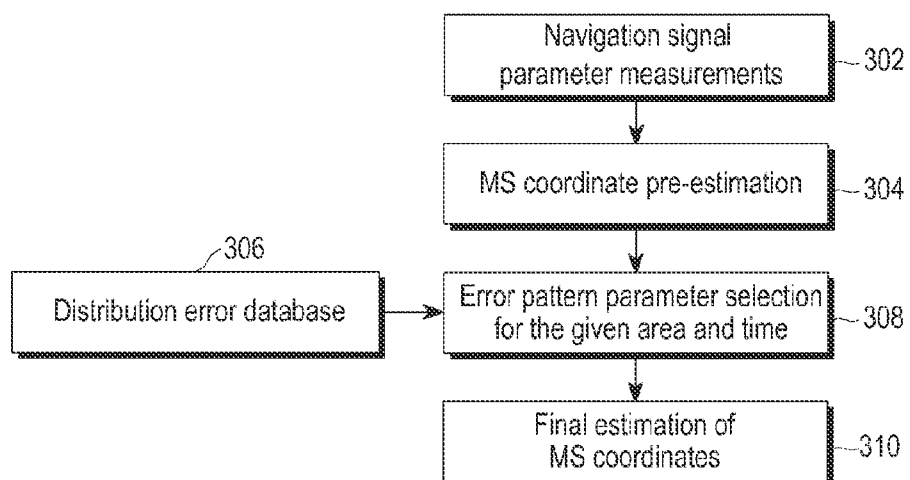 Navigation signal
parameter measurements
302
MS coordinate pre-estimation
304
306
Distribution error database
Error pattern parameter selection
for the given area and time
308
Final estimation of
MS coordinates
310